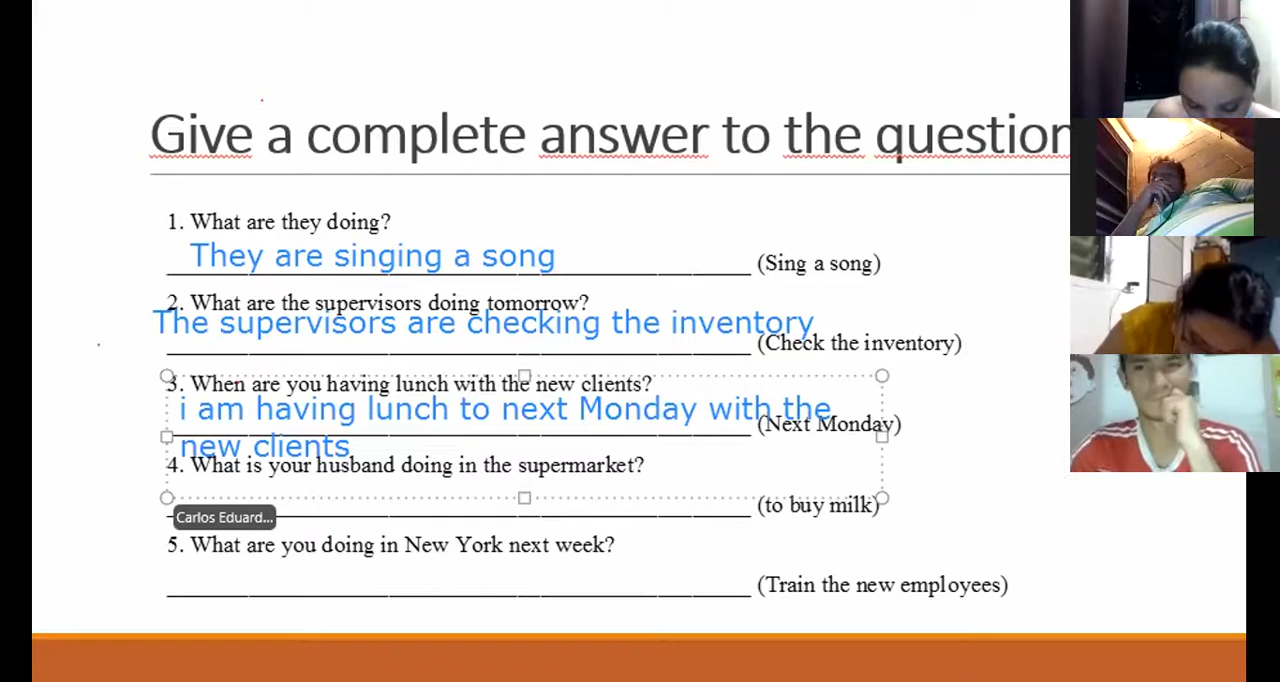 Give a complete answer to the question
1. What are they doing?
They are singing a song
(Sing a song)
2. What are the supervisors doing tomorrow?
The supervisors are checking the inventory
(Check the inventory)
3. When are you having lunch with the new clients?
i am having lunch to next Monday with the
(Next Monday)
new clients
4. What is your husband doing in the supermarket?
(to buy milk)
Carlos Eduard...
5. What are you doing in New York next week?
(Train the new employees)